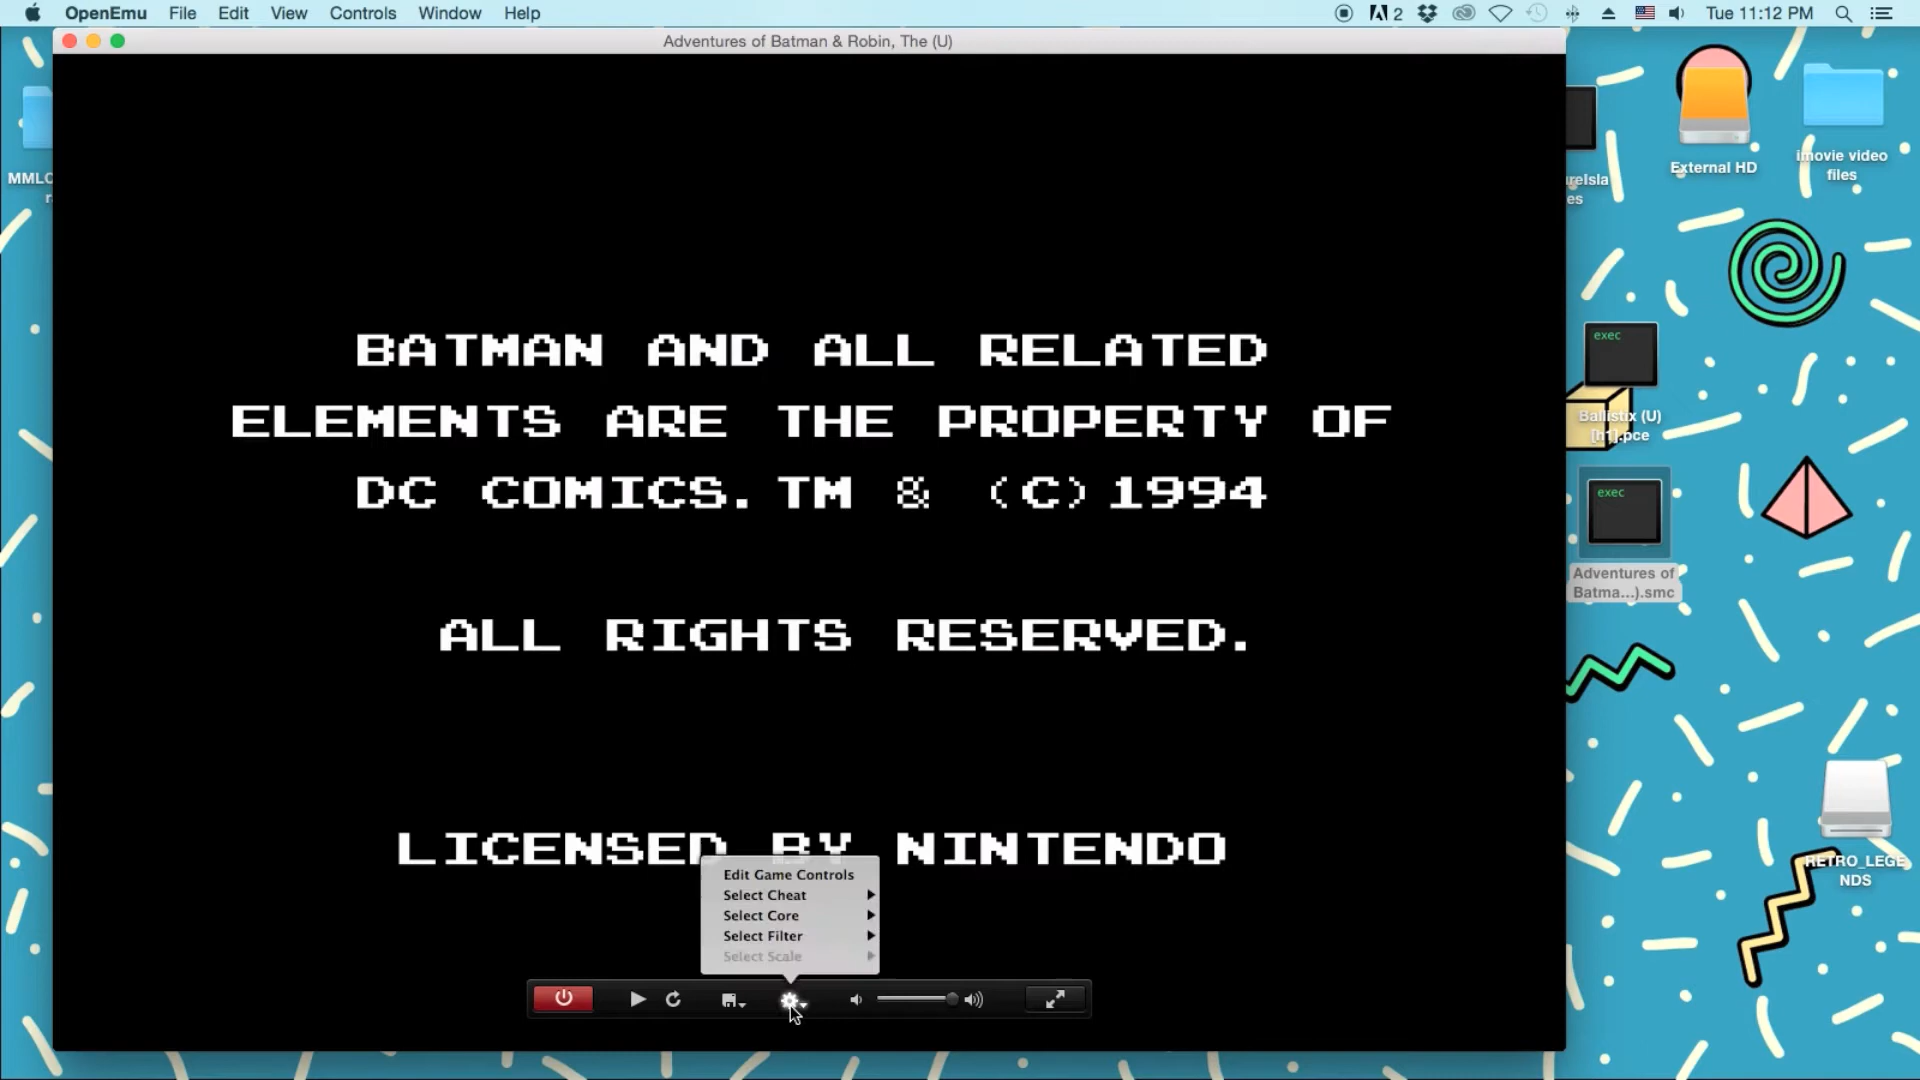 OpenEmu File Edit View Controls Window Help
2 Tue 11:12 PM
Adventures of Batman & Robin, The (U)
BATMAN AND ALL RELATED
ELEMENTS ARE THE PROPERTY OF
DC COMICS. TM & (C) 1994
ALL RIGHTS RESERVED.
LICENSED BY NINTENDO
Edit Game Controls
Select Cheat
Select Core
Select Filter
Select Scale
MMLC
External HD
imovie video
files
exec
Ballistix (U)
[h1].pce
exec
Adventures of
Batma...).smc
RETRO_LEGE
NDS